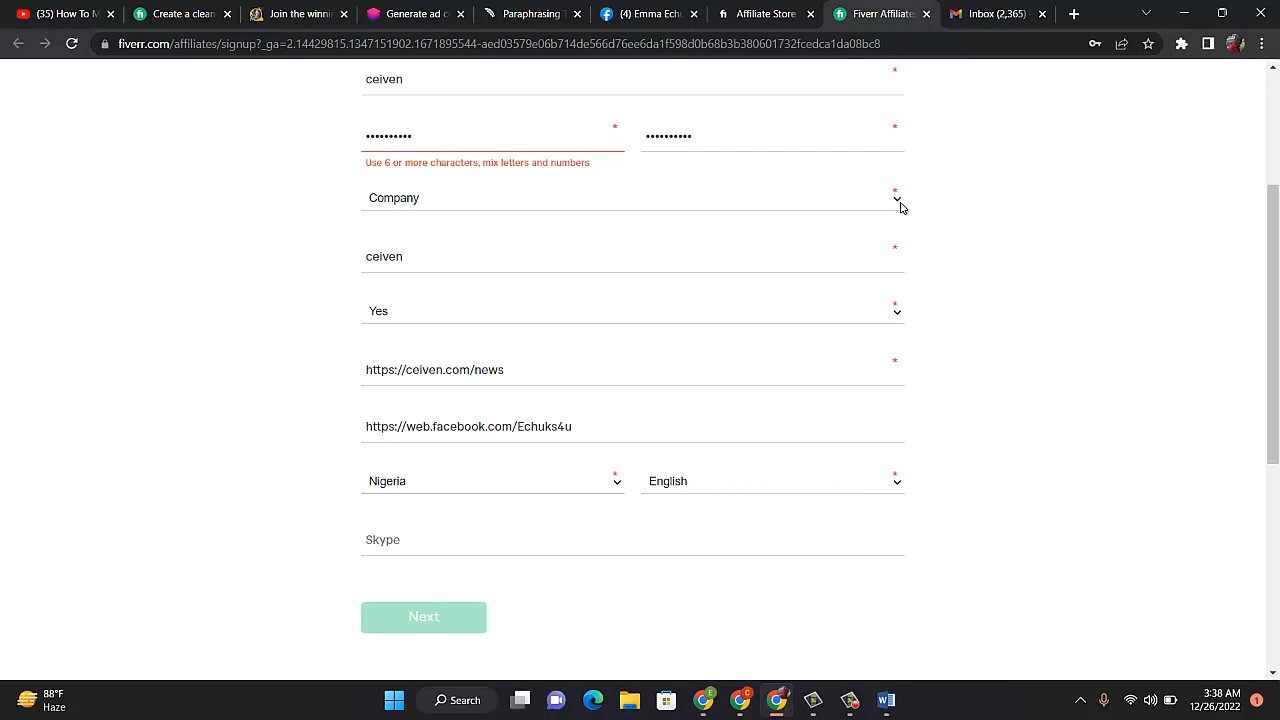 (35) How To M
Create a clean
Join the winni
Generate ad c
Paraphrasing T
(4) Emma Echu
Affiliate Store
Fiverr Affiliate
Inbox (2,365)
fiverr.com/affiliates/signup?_ga=2.14429815.1347151902.1671895544-aed03579e06b714de566d76ee6da1f598d0b68b3b380601732fcedca1da08bc8
ceiven *
•••••••••• * •••••••••• *
Use 6 or more characters, mix letters and numbers
Company *
ceiven *
Yes *
https://ceiven.com/news *
https://web.facebook.com/Echuks4u
Nigeria * English *
Skype
Next
88°F
Haze
Search
3:38 AM
12/26/2022
1